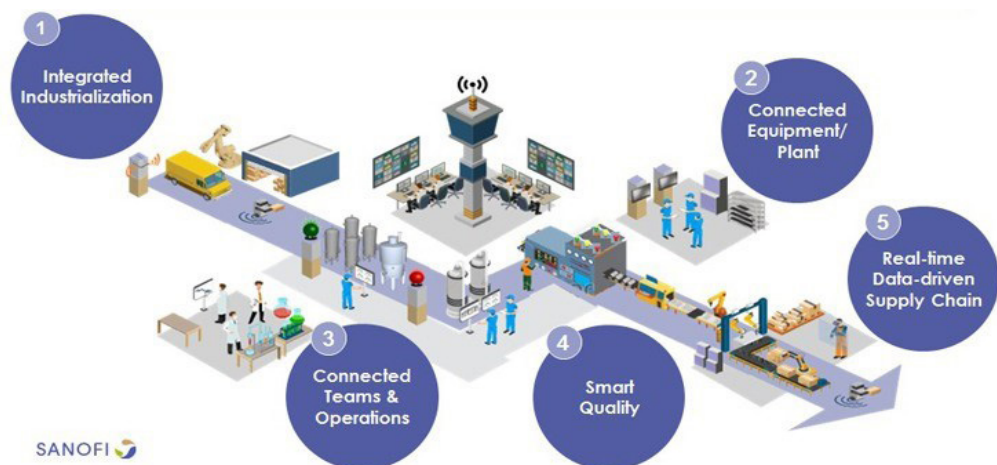 1
Integrated
Industrialization
2
Connected
Equipment/
Plant
3
Connected
Teams &
Operations
4
Smart
Quality
5
Real-time
Data-driven
Supply Chain
SANOFI